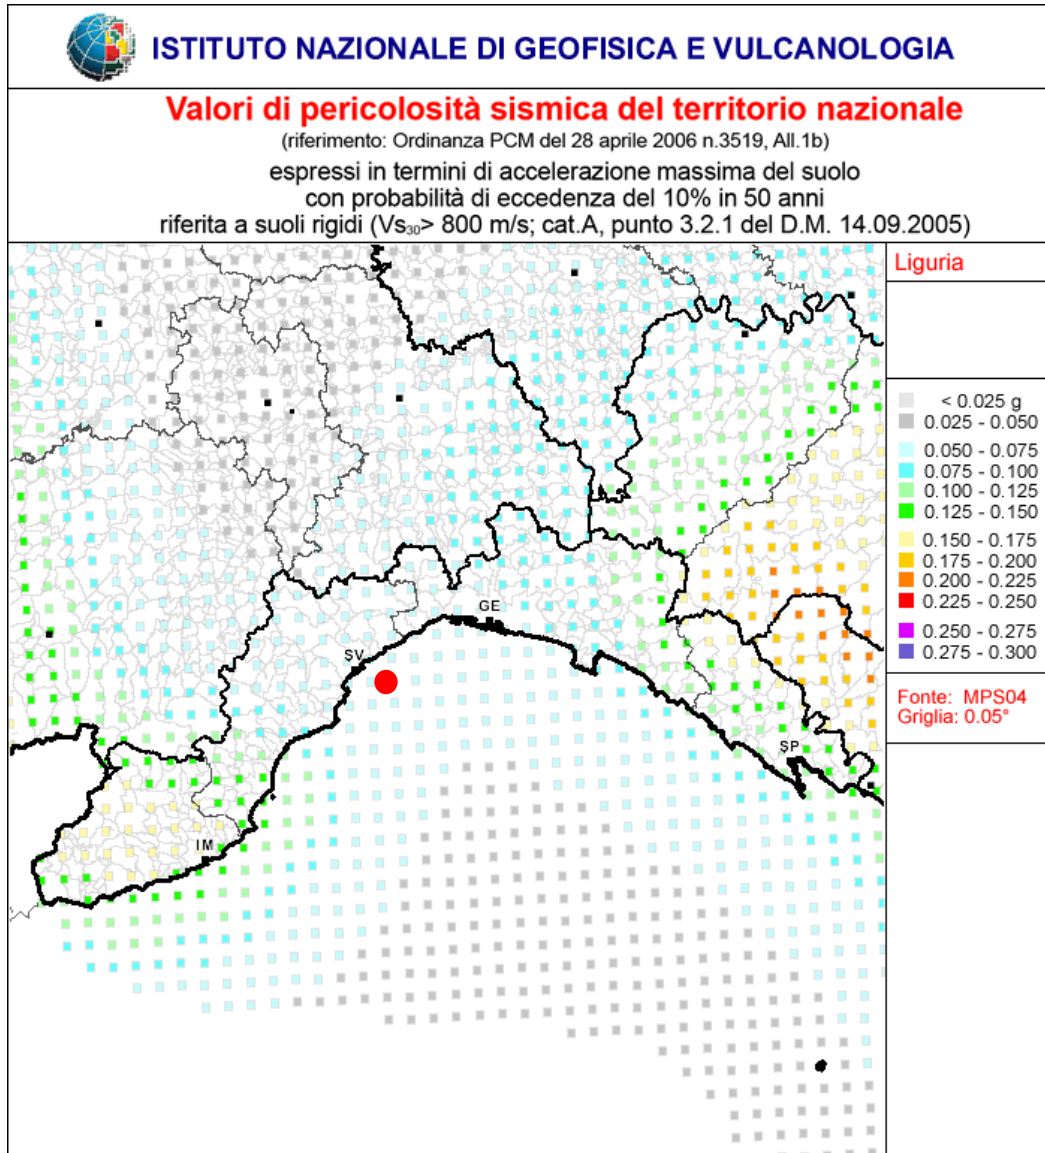 ISTITUTO NAZIONALE DI GEOFISICA E VULCANOLOGIA
Valori di pericolosità sismica del territorio nazionale
(riferimento: Ordinanza PCM del 28 aprile 2006 n.3519, All.1b)
espressi in termini di accelerazione massima del suolo
con probabilità di eccedenza del 10% in 50 anni
riferita a suoli rigidi (Vs₃₀> 800 m/s; cat.A, punto 3.2.1 del D.M. 14.09.2005)
Liguria
< 0.025 g
0.025 - 0.050
0.050 - 0.075
0.075 - 0.100
0.100 - 0.125
0.125 - 0.150
0.150 - 0.175
0.175 - 0.200
0.200 - 0.225
0.225 - 0.250
0.250 - 0.275
0.275 - 0.300
Fonte: MPS04
Griglia: 0.05°
GE
SV
SP
IM